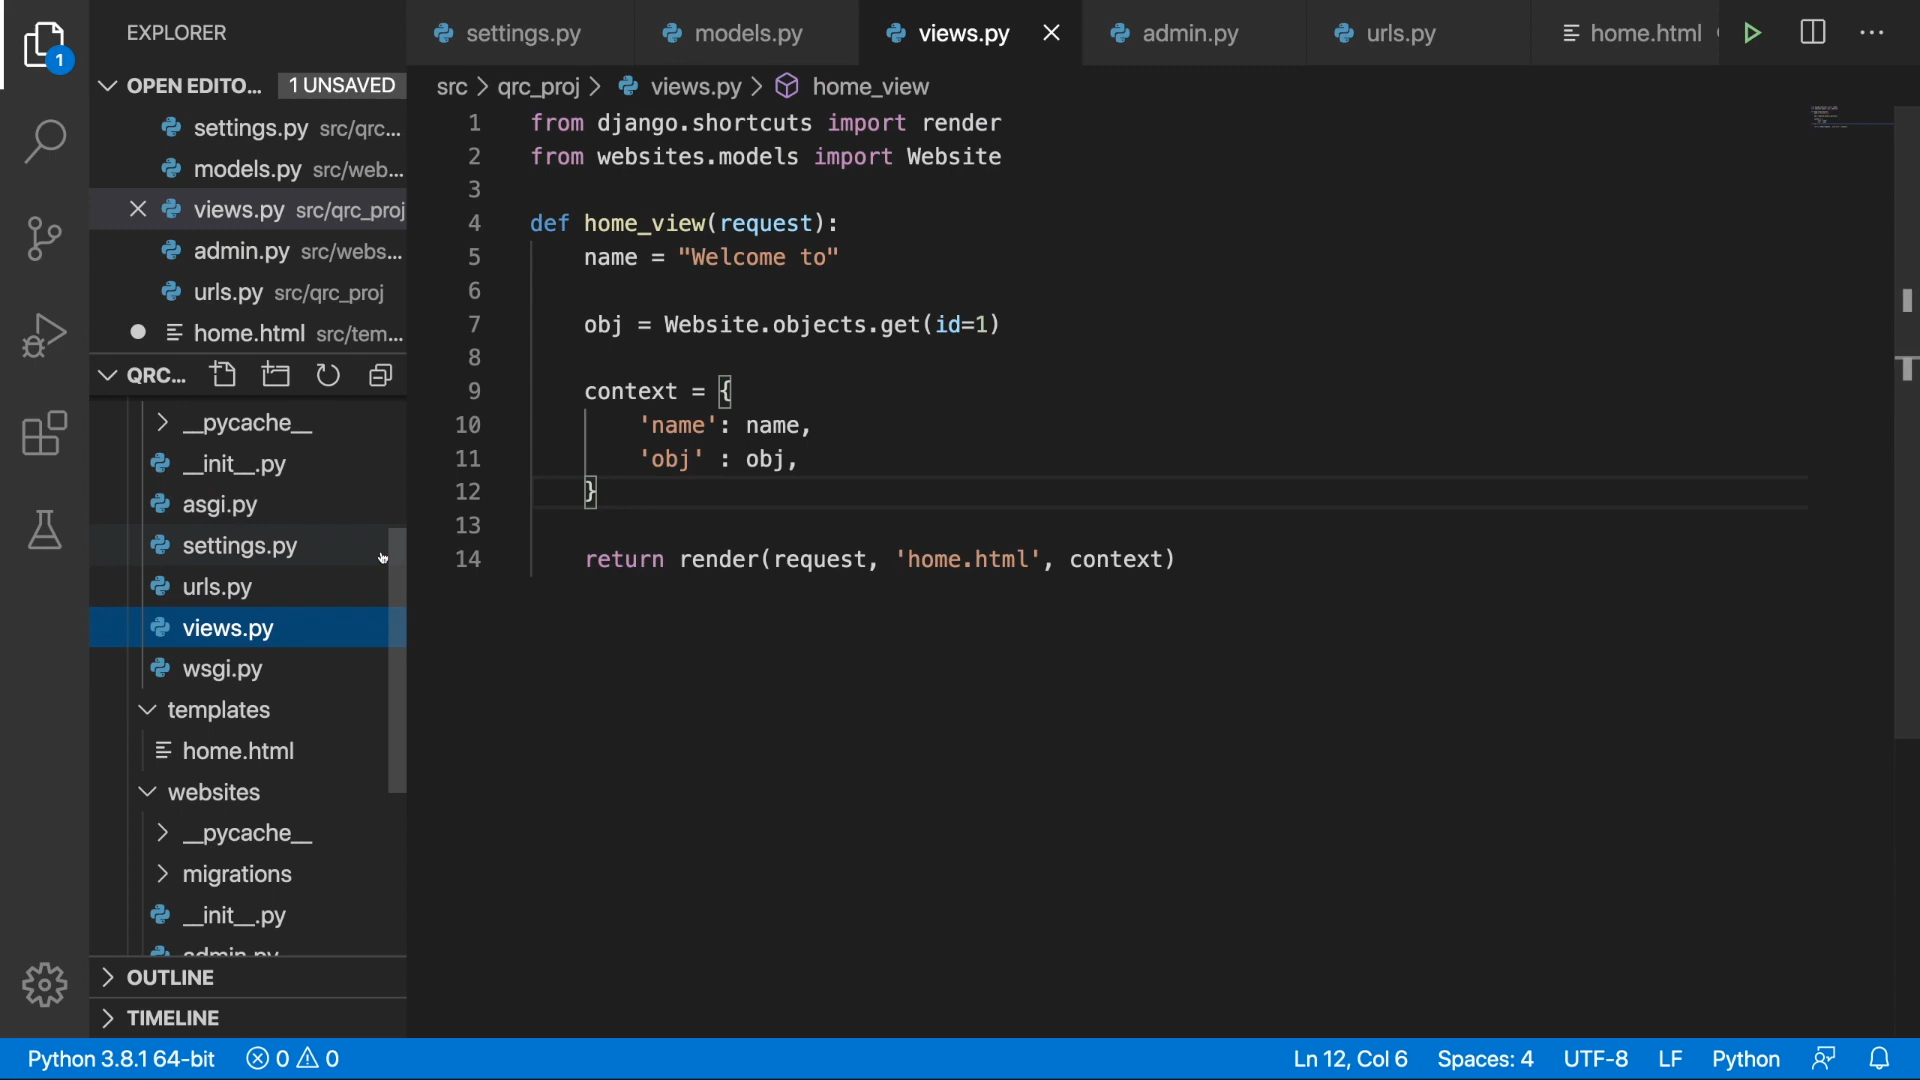 1
EXPLORER
OPEN EDITO... 1 UNSAVED
settings.py src/qrc...
models.py src/web...
views.py src/qrc_proj
admin.py src/webs...
urls.py src/qrc_proj
home.html src/tem...
QRC...
__pycache__
__init__.py
asgi.py
settings.py
urls.py
views.py
wsgi.py
templates
home.html
websites
__pycache__
migrations
__init__.py
admin.py
OUTLINE
TIMELINE
settings.py models.py views.py admin.py urls.py home.html
src > qrc_proj > views.py > home_view
1 from django.shortcuts import render
2 from websites.models import Website
3
4 def home_view(request):
5 name = "Welcome to"
6
7 obj = Website.objects.get(id=1)
8
9 context = {
10 'name': name,
11 'obj' : obj,
12 }
13
14 return render(request, 'home.html', context)
Python 3.8.1 64-bit 0 0 Ln 12, Col 6 Spaces: 4 UTF-8 LF Python